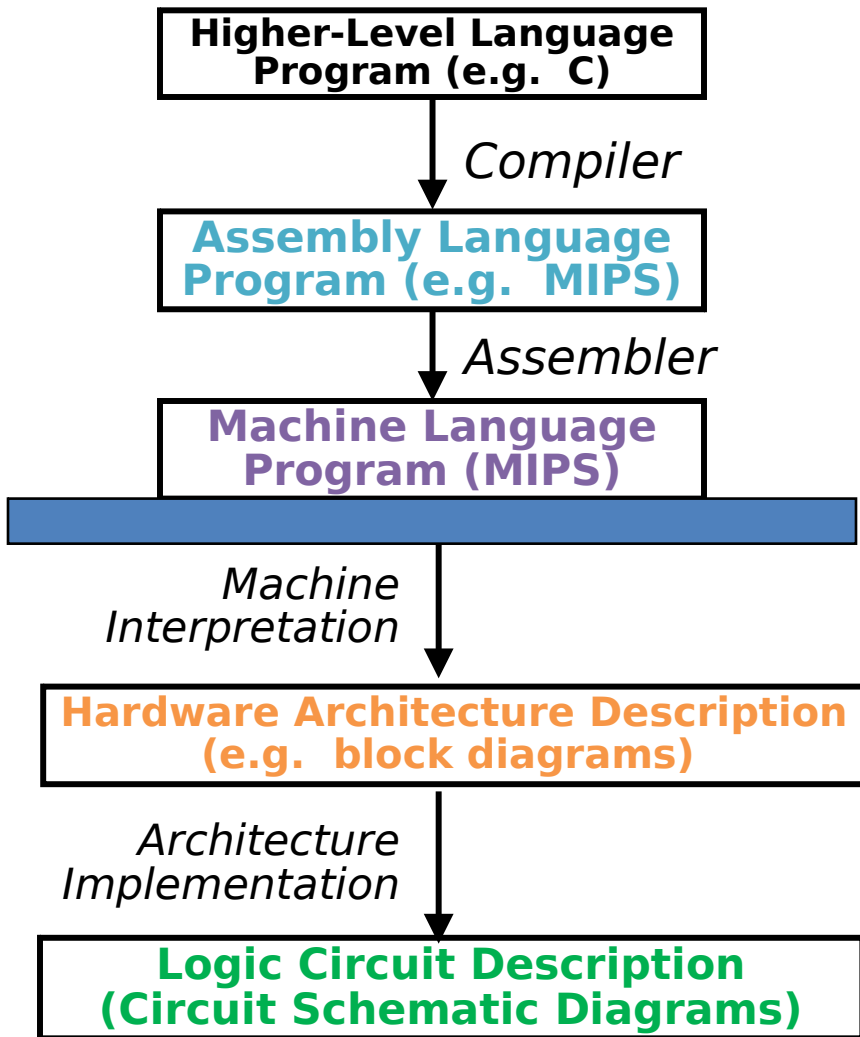 Higher-Level Language
Program (e.g. C)
Compiler
Assembly Language
Program (e.g. MIPS)
Assembler
Machine Language
Program (MIPS)
Machine
Interpretation
Hardware Architecture Description
(e.g. block diagrams)
Architecture
Implementation
Logic Circuit Description
(Circuit Schematic Diagrams)